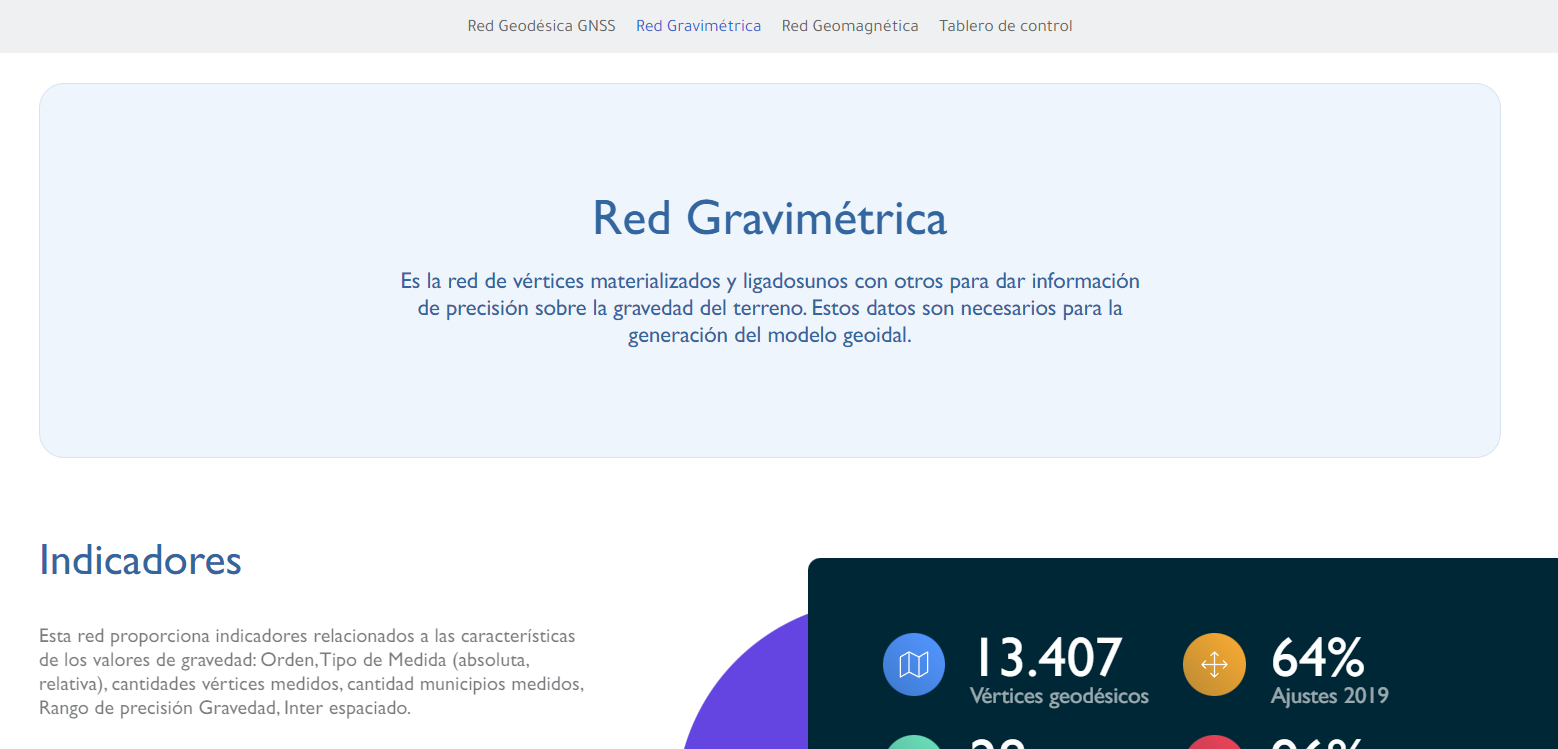 Red Geodésica GNSS Red Gravimétrica Red Geomagnética Tablero de control
Red Gravimétrica
Es la red de vértices materializados y ligadosunos con otros para dar información
de precisión sobre la gravedad del terreno. Estos datos son necesarios para la
generación del modelo geoidal.
Indicadores
Esta red proporciona indicadores relacionados a las características
de los valores de gravedad: Orden, Tipo de Medida (absoluta,
relativa), cantidades vértices medidos, cantidad municipios medidos,
Rango de precisión Gravedad, Inter espaciado.
13.407
Vértices geodésicos
64%
Ajustes 2019